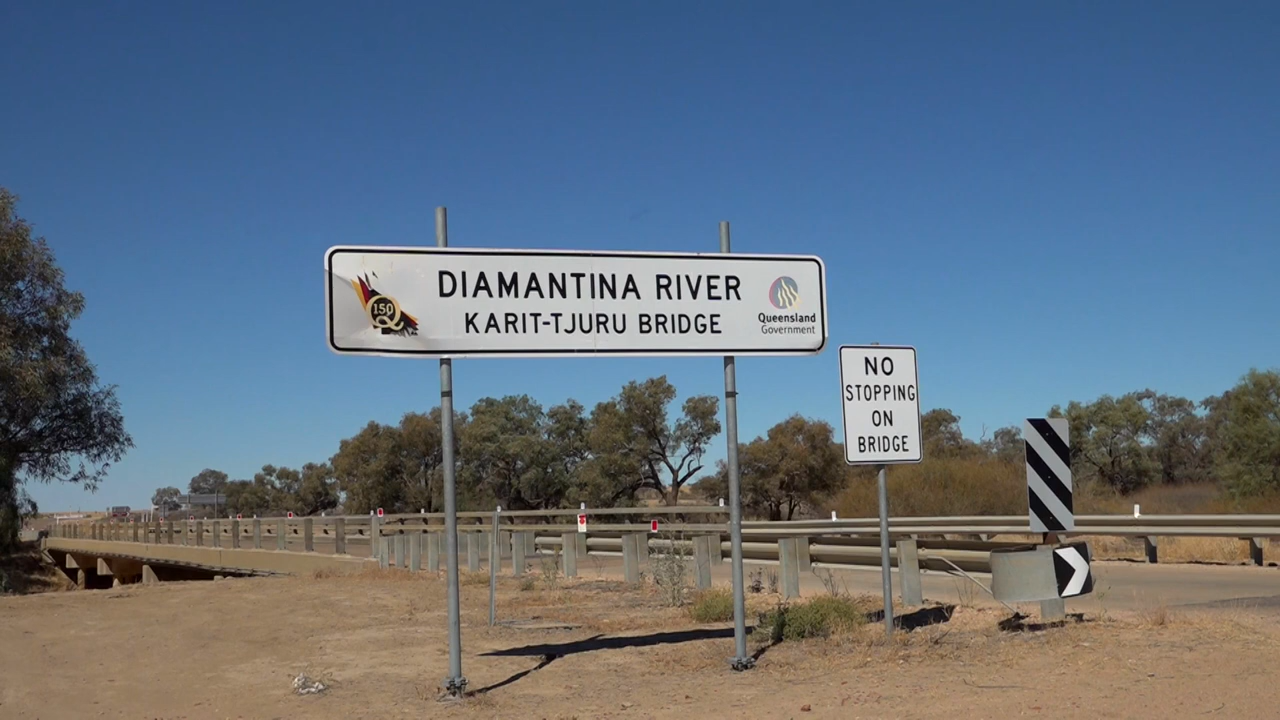 DIAMANTINA RIVER
KARIT-TJURU BRIDGE
150
Q
Queensland
Government
NO
STOPPING
ON
BRIDGE